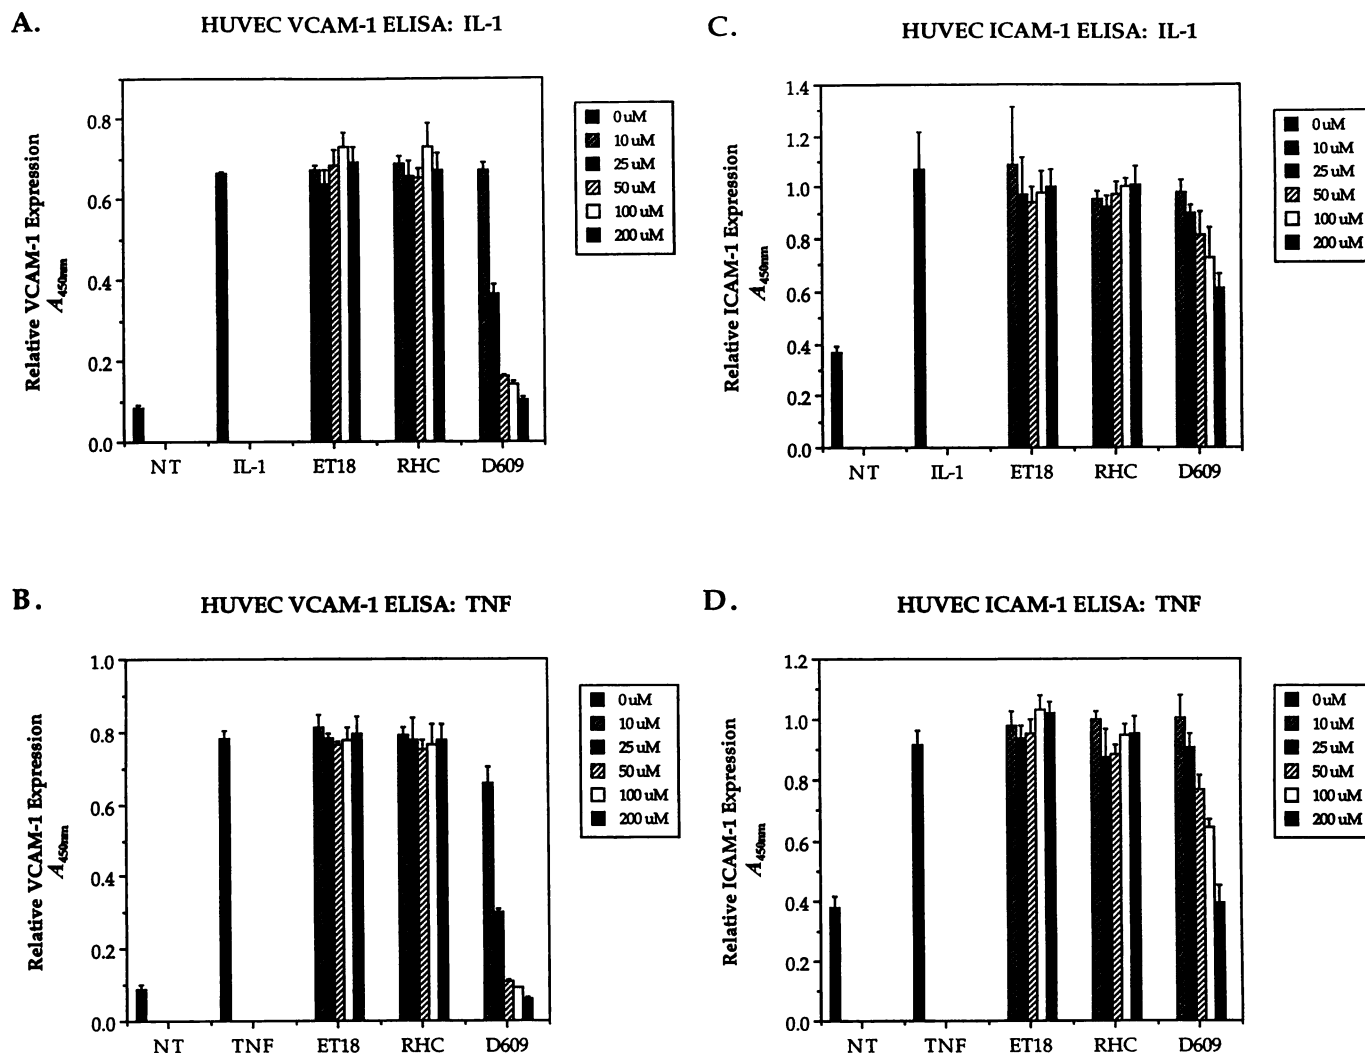 A.
HUVEC VCAM-1 ELISA: IL-1
Relative VCAM-1 Expression
A450nm
0.8
0.6
0.4
0.2
0.0
NT
IL-1
ET18
RHC
D609
0 uM
10 uM
25 uM
50 uM
100 uM
200 uM
C.
HUVEC ICAM-1 ELISA: IL-1
Relative ICAM-1 Expression
A450nm
1.4
1.2
1.0
0.8
0.6
0.4
0.2
0.0
NT
IL-1
ET18
RHC
D609
0 uM
10 uM
25 uM
50 uM
100 uM
200 uM
B.
HUVEC VCAM-1 ELISA: TNF
Relative VCAM-1 Expression
A450nm
1.0
0.8
0.6
0.4
0.2
0.0
NT
TNF
ET18
RHC
D609
0 uM
10 uM
25 uM
50 uM
100 uM
200 uM
D.
HUVEC ICAM-1 ELISA: TNF
Relative ICAM-1 Expression
A450nm
1.2
1.0
0.8
0.6
0.4
0.2
0.0
NT
TNF
ET18
RHC
D609
0 uM
10 uM
25 uM
50 uM
100 uM
200 uM